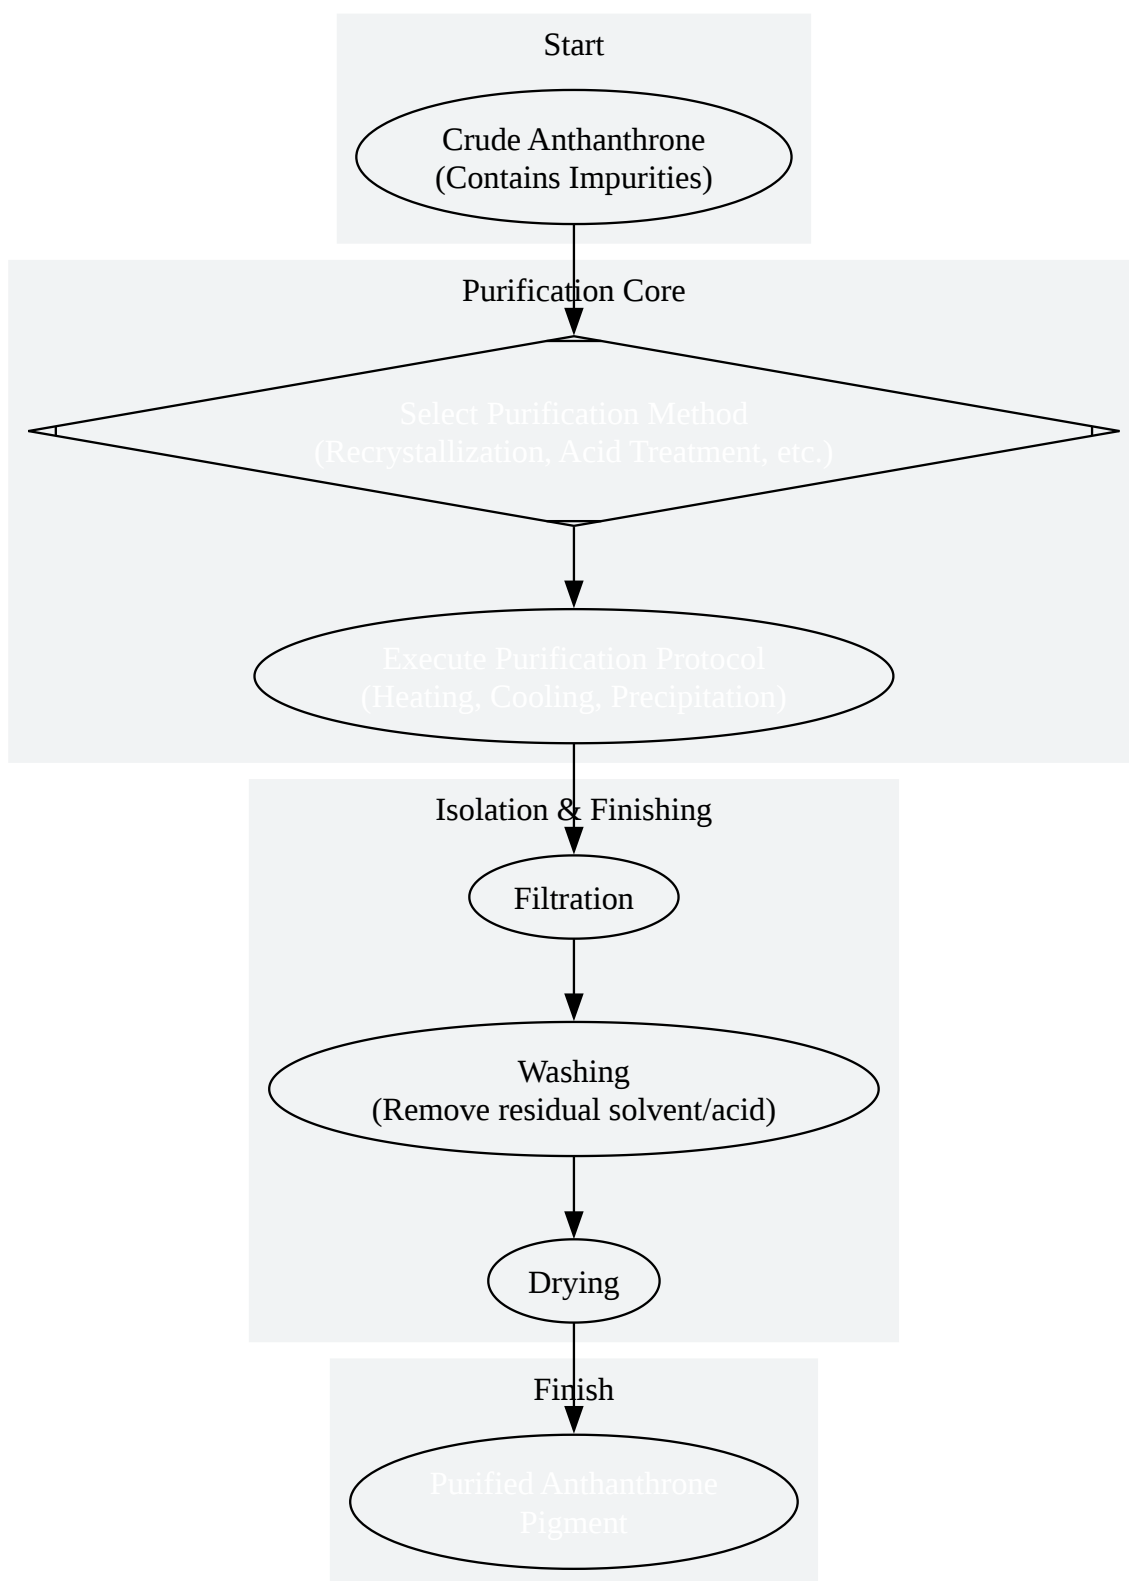 Start
Crude Anthanthrone
(Contains Impurities)
Purification Core
Select Purification Method
(Recrystallization, Acid Treatment, etc.)
Execute Purification Protocol
(Heating, Cooling, Precipitation)
Isolation & Finishing
Filtration
Washing
(Remove residual solvent/acid)
Drying
Finish
Purified Anthanthrone
Pigment